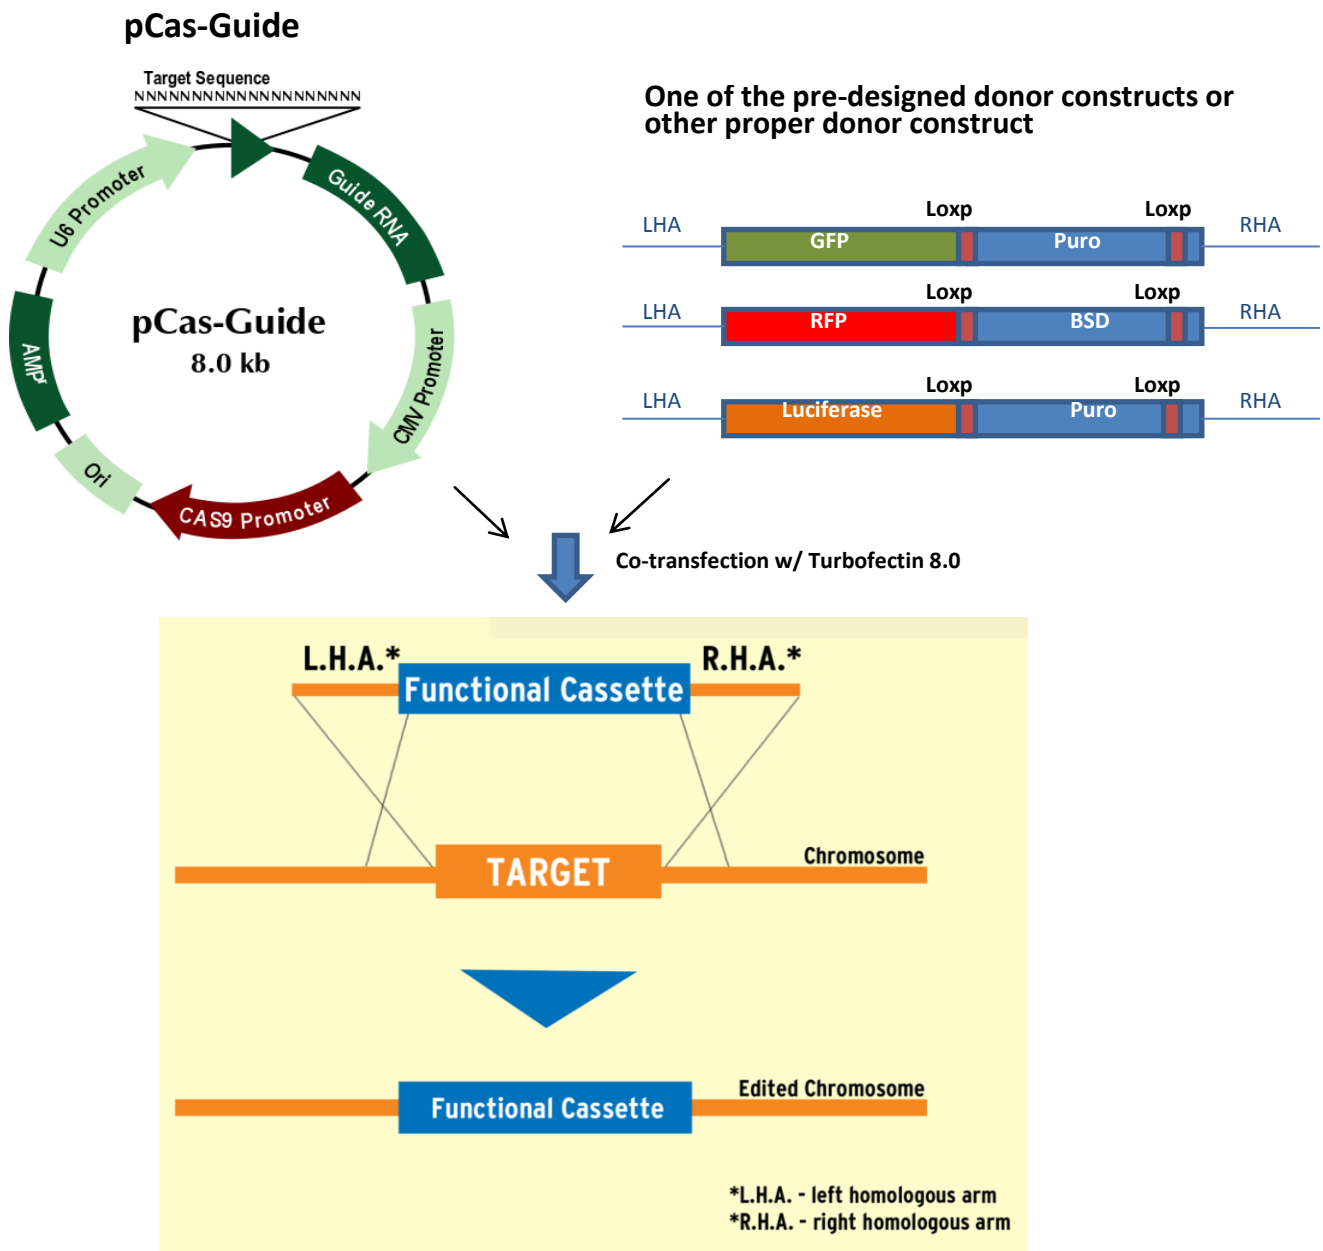 pCas-Guide
Target Sequence
NNNNNNNNNNNNNNNNNNNN
U6 Promoter
Guide RNA
CMV Promoter
CAS9 Promoter
Ori
AMPr
pCas-Guide
8.0 kb
One of the pre-designed donor constructs or
other proper donor construct
Loxp Loxp
LHA GFP Puro RHA
Loxp Loxp
LHA RFP BSD RHA
Loxp Loxp
LHA Luciferase Puro RHA
Co-transfection w/ Turbofectin 8.0
L.H.A.* R.H.A.*
Functional Cassette
Chromosome
TARGET
Edited Chromosome
Functional Cassette
*L.H.A. - left homologous arm
*R.H.A. - right homologous arm